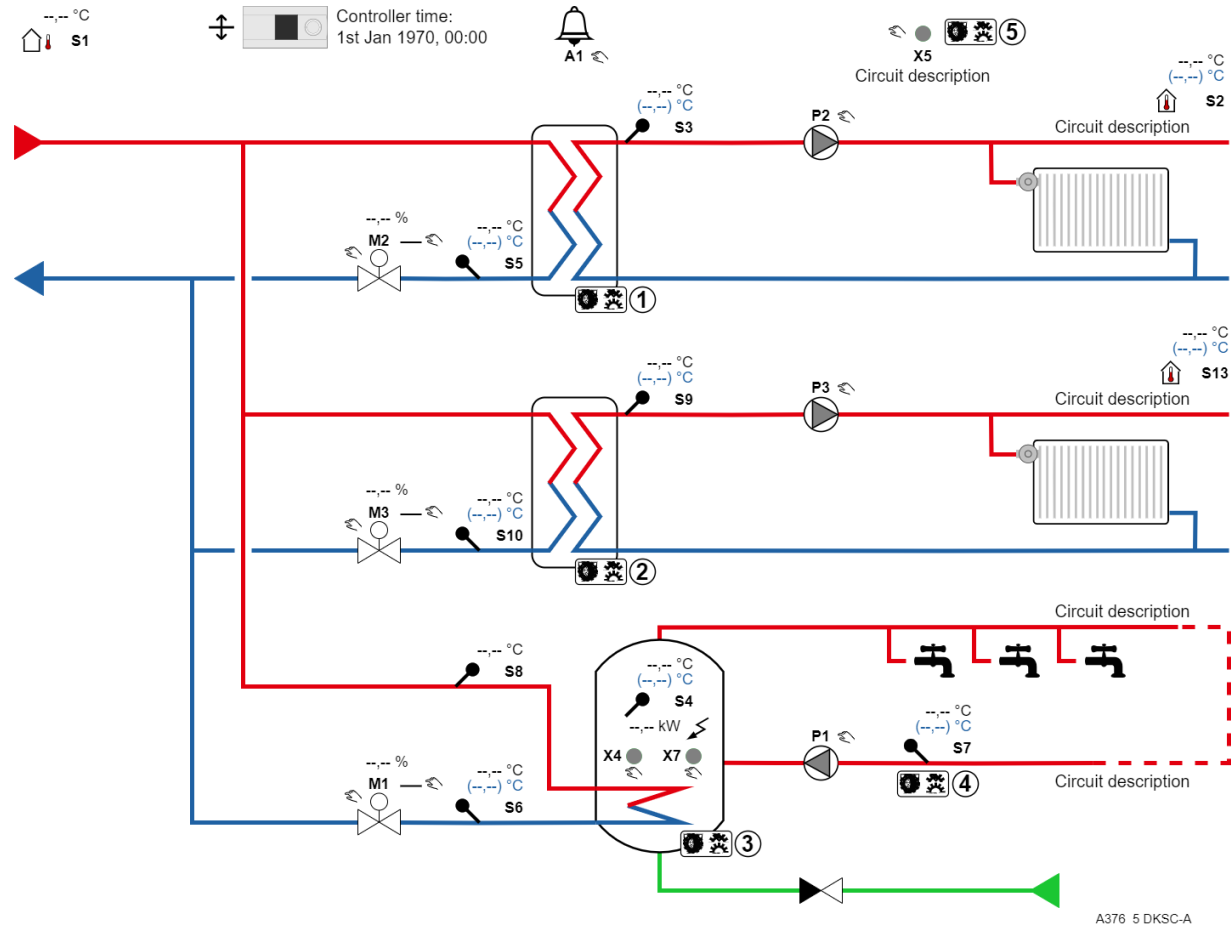 --,-- °C
S1
Controller time:
1st Jan 1970, 00:00
A1
X5
5
Circuit description
--,-- °C
(--,--) °C
S2
Circuit description
--,-- °C
(--,--) °C
S3
P2
--,-- %
M2
--,-- °C
(--,--) °C
S5
1
--,-- °C
(--,--) °C
S13
Circuit description
--,-- °C
(--,--) °C
S9
P3
--,-- %
M3
--,-- °C
(--,--) °C
S10
2
Circuit description
--,-- °C
S8
--,-- °C
(--,--) °C
S4
--,-- kW
X4
X7
P1
--,-- °C
(--,--) °C
S7
4
Circuit description
--,-- %
M1
--,-- °C
(--,--) °C
S6
3
A376 5 DKSC-A